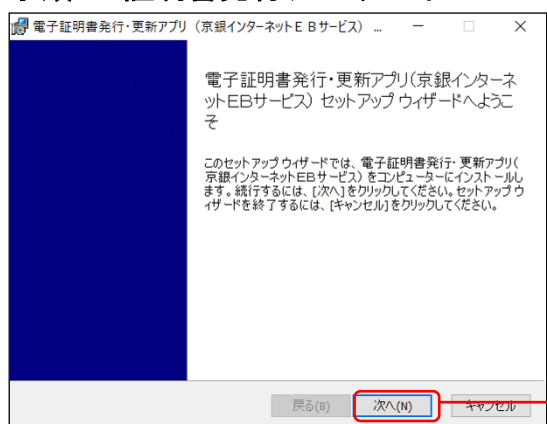 電子証明書発行・更新アプリ（京銀インターネットＥＢサービス） ...
電子証明書発行・更新アプリ(京銀インターネ
ットEBサービス) セットアップ ウィザードへようこ
そ
このセットアップ ウィザードでは、電子証明書発行・更新アプリ(
京銀インターネットEBサービス) をコンピューターにインストールし
ます。続行するには、[次へ] をクリックしてください。セットアップ ウ
ィザードを終了するには、[キャンセル] をクリックしてください。
戻る(B)
次へ(N)
キャンセル